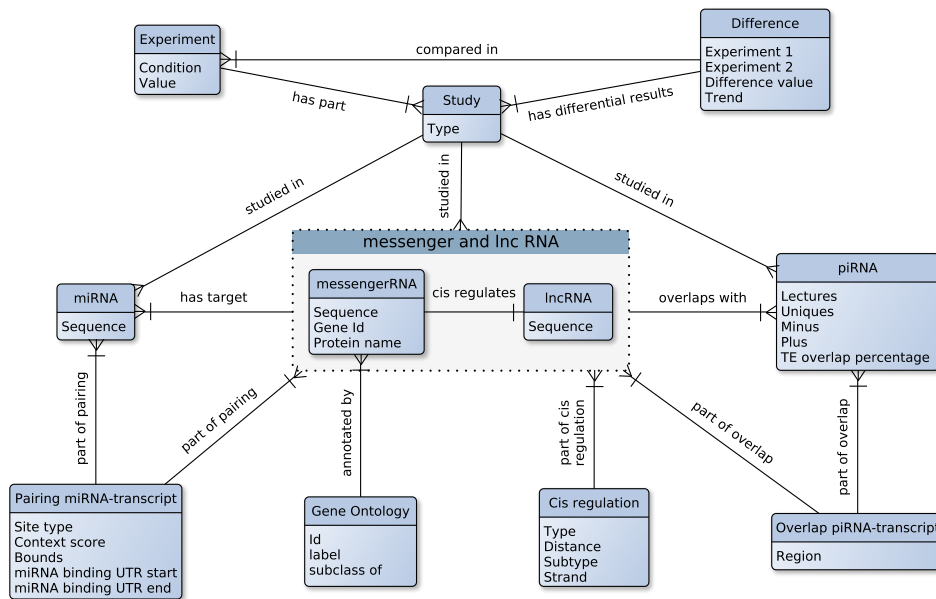 Experiment
Condition
Value
compared in
Difference
Experiment 1
Experiment 2
Difference value
Trend
has part
Study
Type
has differential results
studied in
studied in
studied in
messenger and lnc RNA
miRNA
Sequence
has target
messengerRNA
Sequence
Gene Id
Protein name
cis regulates
lncRNA
Sequence
overlaps with
piRNA
Lectures
Uniques
Minus
Plus
TE overlap percentage
part of pairing
part of pairing
annotated by
part of cis
regulation
part of overlap
part of overlap
Pairing miRNA-transcript
Site type
Context score
Bounds
miRNA binding UTR start
miRNA binding UTR end
Gene Ontology
Id
label
subclass of
Cis regulation
Type
Distance
Subtype
Strand
Overlap piRNA-transcript
Region